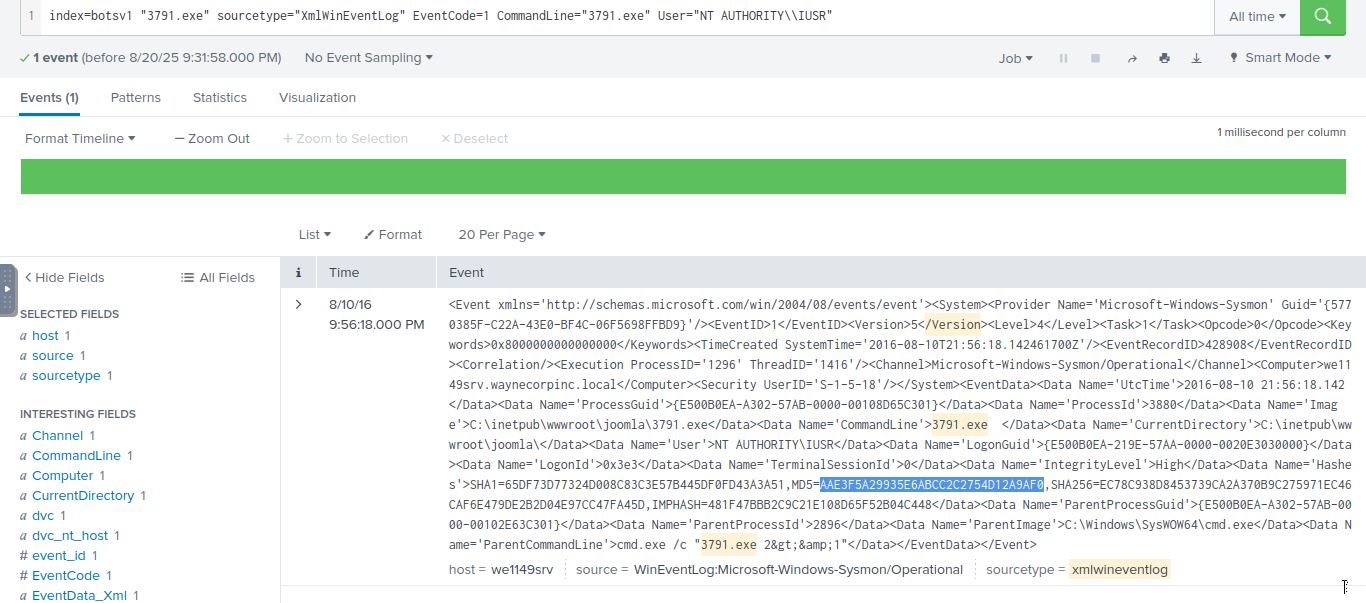 1 index=botsv1 "3791.exe" sourcetype="XmlWinEventLog" EventCode=1 CommandLine="3791.exe" User="NT AUTHORITY\\IUSR"
All time
1 event (before 8/20/25 9:31:58.000 PM)
No Event Sampling
Job
Smart Mode
Events (1)
Patterns
Statistics
Visualization
Format Timeline
— Zoom Out
+ Zoom to Selection
× Deselect
1 millisecond per column
List
Format
20 Per Page
< Hide Fields
All Fields
i
Time
Event
SELECTED FIELDS
a host 1
a source 1
a sourcetype 1
INTERESTING FIELDS
a Channel 1
a CommandLine 1
a Computer 1
a CurrentDirectory 1
a dvc 1
a dvc_nt_host 1
# event_id 1
# EventCode 1
a EventData_Xml 1
8/10/16
9:56:18.000 PM
<Event xmlns='http://schemas.microsoft.com/win/2004/08/events/event'><System><Provider Name='Microsoft-Windows-Sysmon' Guid='{577
0385F-C22A-43E0-BF4C-06F5698FFBD9}'/><EventID>1</EventID><Version>5</Version><Level>4</Level><Task>1</Task><Opcode>0</Opcode><Key
words>0x8000000000000000</Keywords><TimeCreated SystemTime='2016-08-10T21:56:18.142461700Z'/><EventRecordID>428908</EventRecordID
><Correlation/><Execution ProcessID='1296' ThreadID='1416'/><Channel>Microsoft-Windows-Sysmon/Operational</Channel><Computer>we11
49srv.waynecorpinc.local</Computer><Security UserID='S-1-5-18'/></System><EventData><Data Name='UtcTime'>2016-08-10 21:56:18.142
</Data><Data Name='ProcessGuid'>{E500B0EA-A302-57AB-0000-00108D65C301}</Data><Data Name='ProcessId'>3880</Data><Data Name='Imag
e'>C:\inetpub\wwwroot\joomla\3791.exe</Data><Data Name='CommandLine'>3791.exe  </Data><Data Name='CurrentDirectory'>C:\inetpub\ww
wroot\joomla\</Data><Data Name='User'>NT AUTHORITY\IUSR</Data><Data Name='LogonGuid'>{E500B0EA-219E-57AA-0000-0020E3030000}</Data
><Data Name='LogonId'>0x3e3</Data><Data Name='TerminalSessionId'>0</Data><Data Name='IntegrityLevel'>High</Data><Data Name='Hashe
s'>SHA1=65DF73D77324D008C83C3E57B445DF0FD43A3A51,MD5=AAE3F5A29935E6ABCC2C2754D12A9AF0,SHA256=EC78C938D8453739CA2A370B9C275971EC46
CAF6E479DE2B2D04E97CC47FA45D,IMPHASH=481F47BBB2C9C21E108D65F52B04C448</Data><Data Name='ParentProcessGuid'>{E500B0EA-A302-57AB-00
00-00102E63C301}</Data><Data Name='ParentProcessId'>2896</Data><Data Name='ParentImage'>C:\Windows\SysWOW64\cmd.exe</Data><Data N
ame='ParentCommandLine'>cmd.exe /c "3791.exe 2&gt;&amp;1"</Data></EventData></Event>
host = we1149srv
source = WinEventLog:Microsoft-Windows-Sysmon/Operational
sourcetype = xmlwineventlog